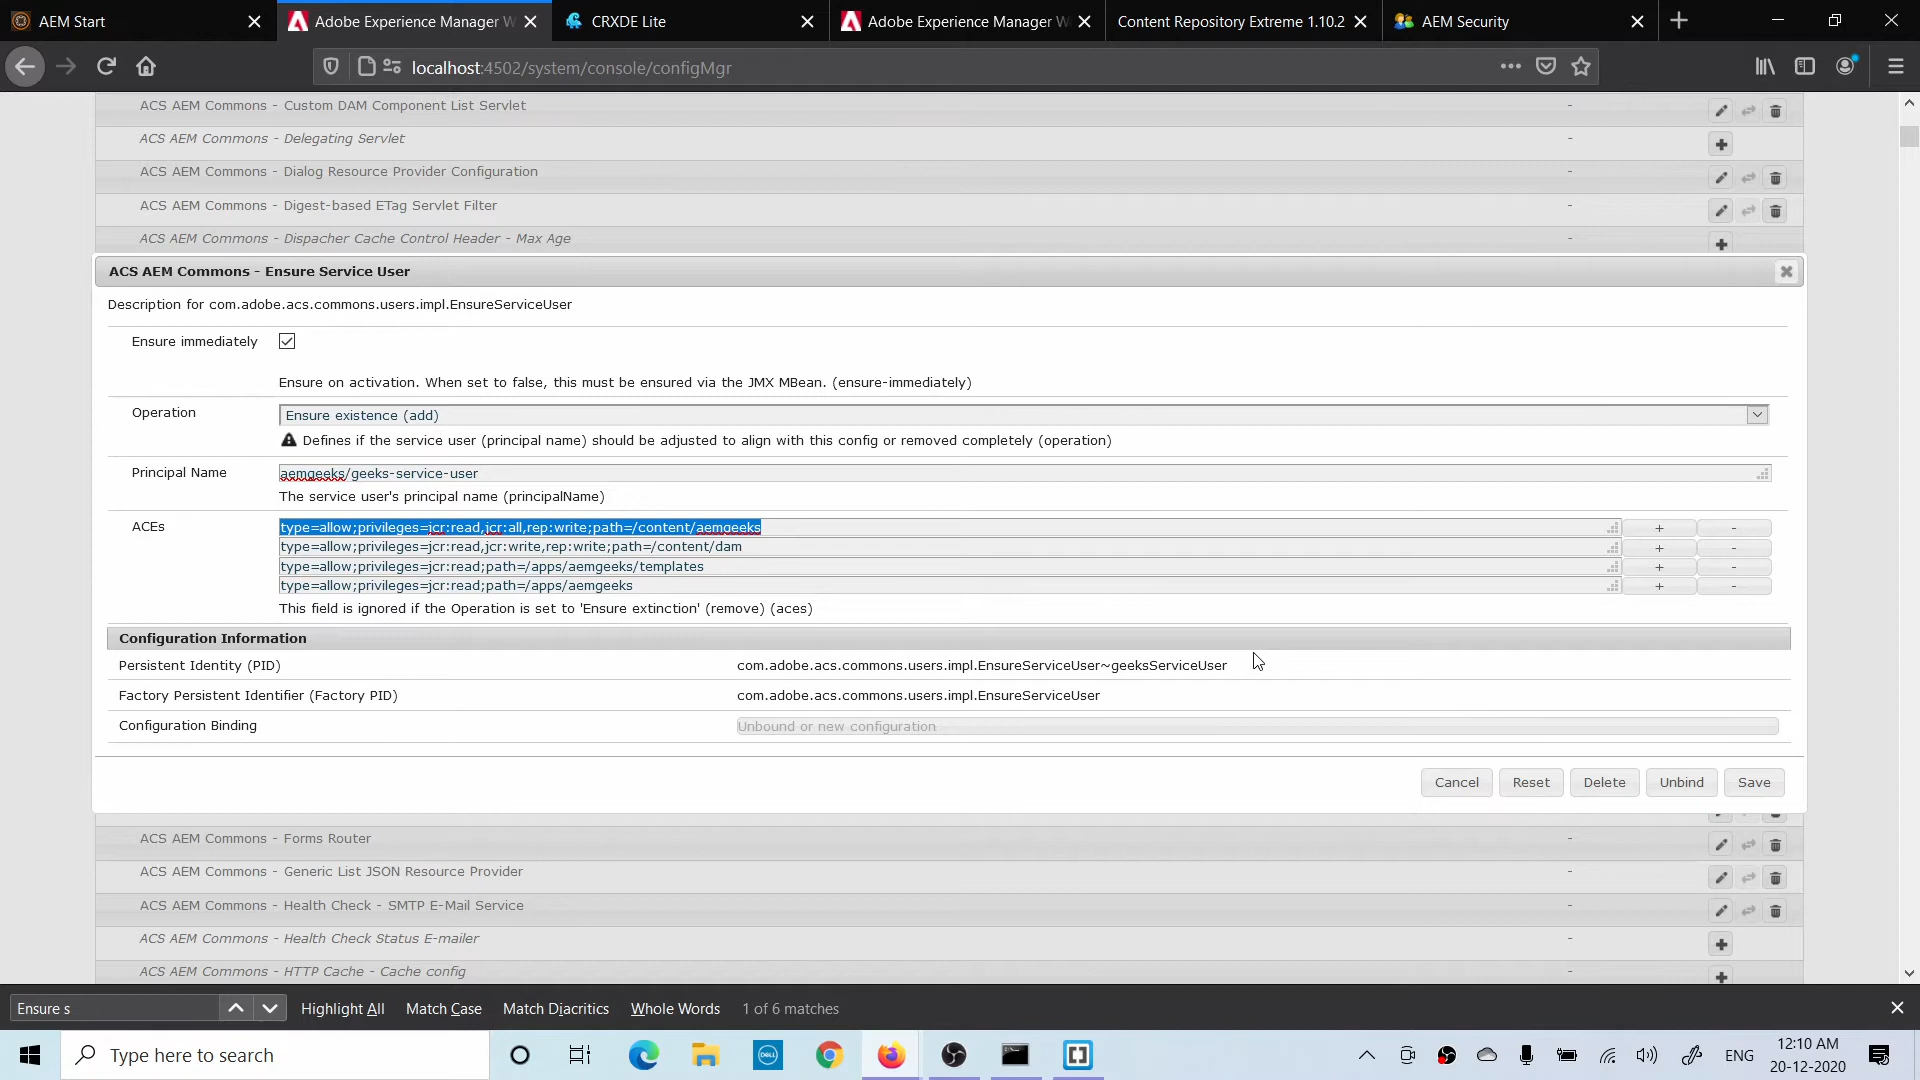 AEM Start
Adobe Experience Manager W
CRXDE Lite
Adobe Experience Manager W
Content Repository Extreme 1.10.2
AEM Security
localhost:4502/system/console/configMgr
ACS AEM Commons - Custom DAM Component List Servlet -
ACS AEM Commons - Delegating Servlet -
ACS AEM Commons - Dialog Resource Provider Configuration -
ACS AEM Commons - Digest-based ETag Servlet Filter -
ACS AEM Commons - Dispacher Cache Control Header - Max Age -
ACS AEM Commons - Ensure Service User
Description for com.adobe.acs.commons.users.impl.EnsureServiceUser
Ensure immediately
Ensure on activation. When set to false, this must be ensured via the JMX MBean. (ensure-immediately)
Operation
Ensure existence (add)
Defines if the service user (principal name) should be adjusted to align with this config or removed completely (operation)
Principal Name
aemgeeks/geeks-service-user
The service user's principal name (principalName)
ACEs
type=allow;privileges=jcr:read,jcr:all,rep:write;path=/content/aemgeeks + -
type=allow;privileges=jcr:read,jcr:write,rep:write;path=/content/dam + -
type=allow;privileges=jcr:read;path=/apps/aemgeeks/templates + -
type=allow;privileges=jcr:read;path=/apps/aemgeeks + -
This field is ignored if the Operation is set to 'Ensure extinction' (remove) (aces)
Configuration Information
Persistent Identity (PID) com.adobe.acs.commons.users.impl.EnsureServiceUser~geeksServiceUser
Factory Persistent Identifier (Factory PID) com.adobe.acs.commons.users.impl.EnsureServiceUser
Configuration Binding Unbound or new configuration
Cancel Reset Delete Unbind Save
ACS AEM Commons - Forms Router -
ACS AEM Commons - Generic List JSON Resource Provider -
ACS AEM Commons - Health Check - SMTP E-Mail Service -
ACS AEM Commons - Health Check Status E-mailer -
ACS AEM Commons - HTTP Cache - Cache config -
Ensure s Highlight All Match Case Match Diacritics Whole Words 1 of 6 matches
Type here to search
DELL
ENG
12:10 AM
20-12-2020